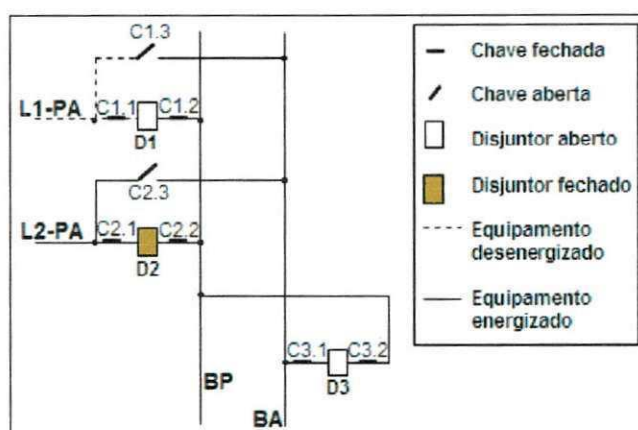 C1.3
L1-PA
C1.1
C1.2
D1
C2.3
L2-PA
C2.1
C2.2
D2
C3.1
C3.2
D3
BP
BA
Chave fechada
Chave aberta
Disjuntor aberto
Disjuntor fechado
Equipamento
desenergizado
Equipamento
energizado